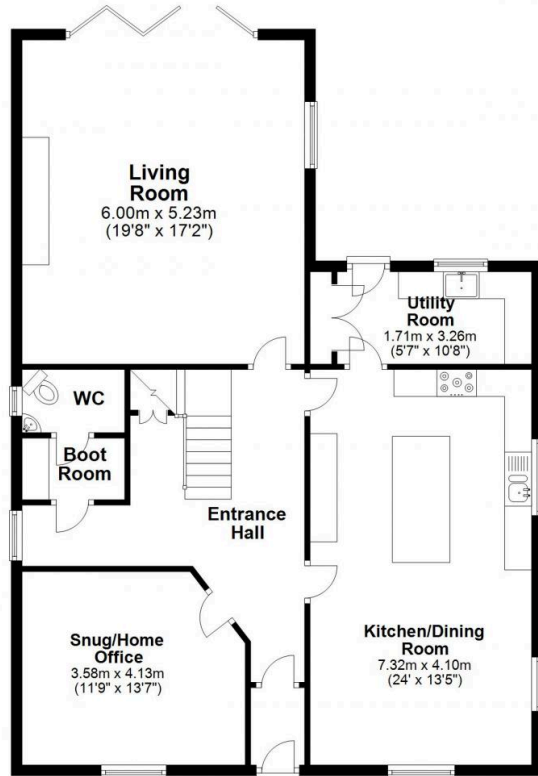 Living
Room
6.00m x 5.23m
(19'8" x 17'2")
Utility
Room
1.71m x 3.26m
(5'7" x 10'8")
WC
Boot
Room
Entrance
Hall
Snug/Home
Office
3.58m x 4.13m
(11'9" x 13'7")
Kitchen/Dining
Room
7.32m x 4.10m
(24' x 13'5")